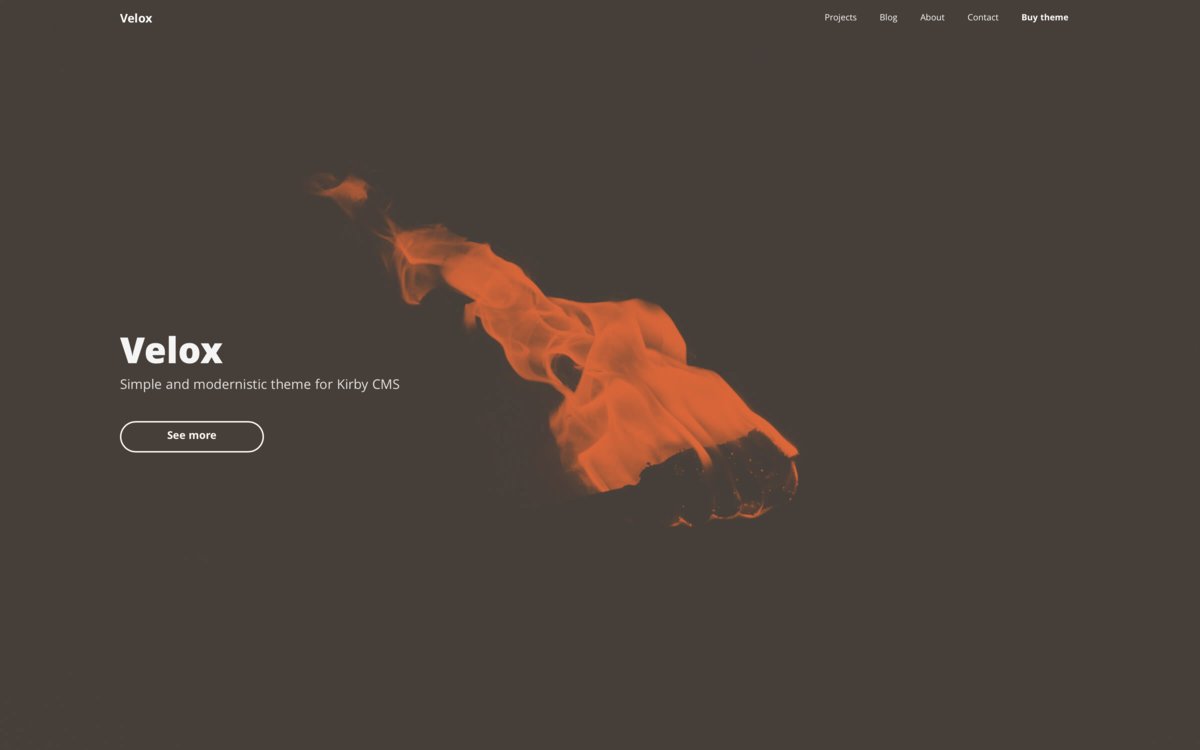 Velox
Projects Blog About Contact Buy theme
Velox
Simple and modernistic theme for Kirby CMS
See more